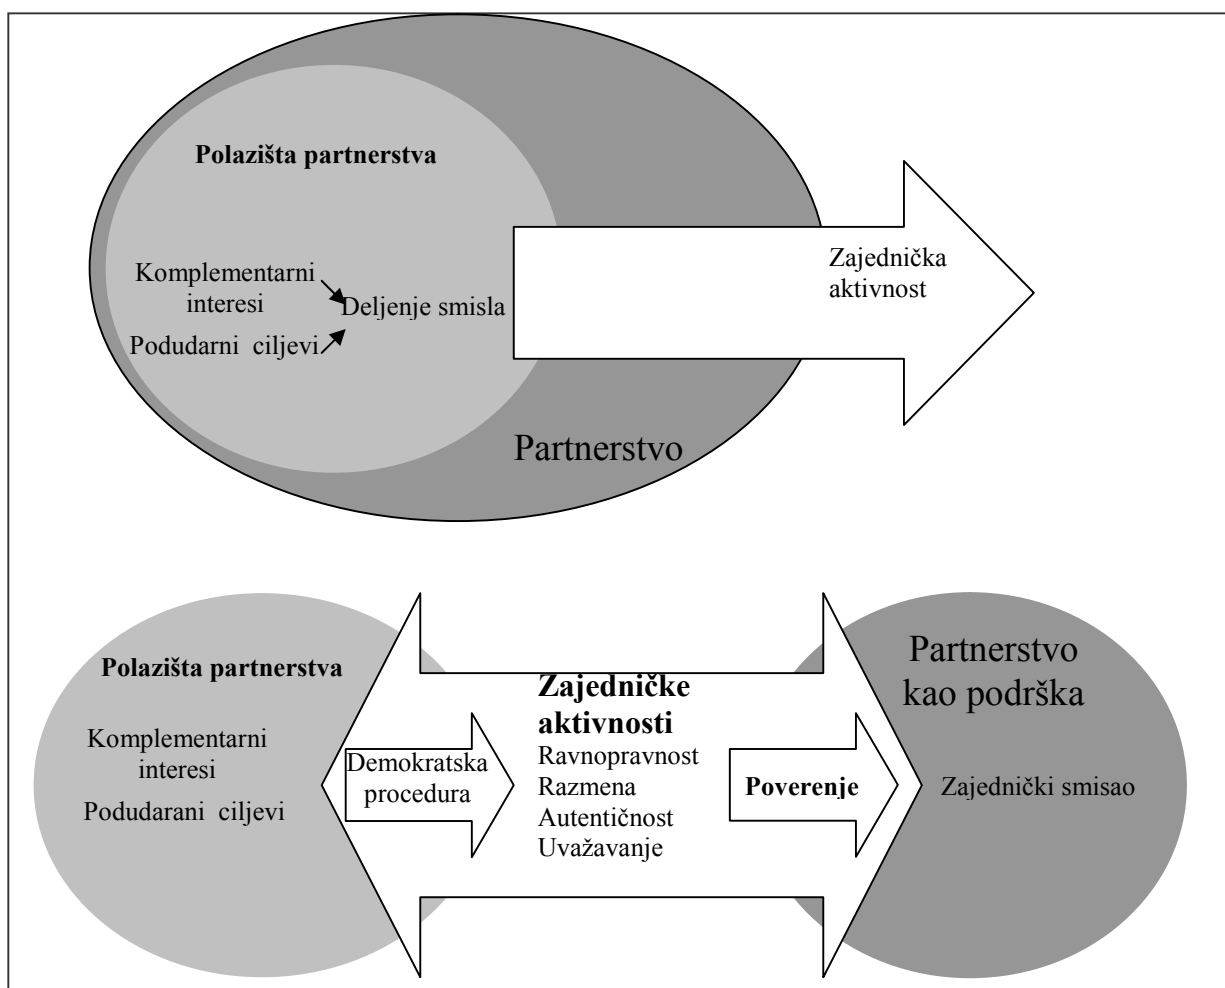 Polazišta partnerstva
Komplementarni
interesi
Podudarni ciljevi
Deljenje smisla
Zajednička
aktivnost
Partnerstvo
Polazišta partnerstva
Komplementarni
interesi
Podudarani ciljevi
Demokratska
procedura
Zajedničke
aktivnosti
Ravnopravnost
Razmena
Autentičnost
Uvažavanje
Poverenje
Partnerstvo
kao podrška
Zajednički smisao